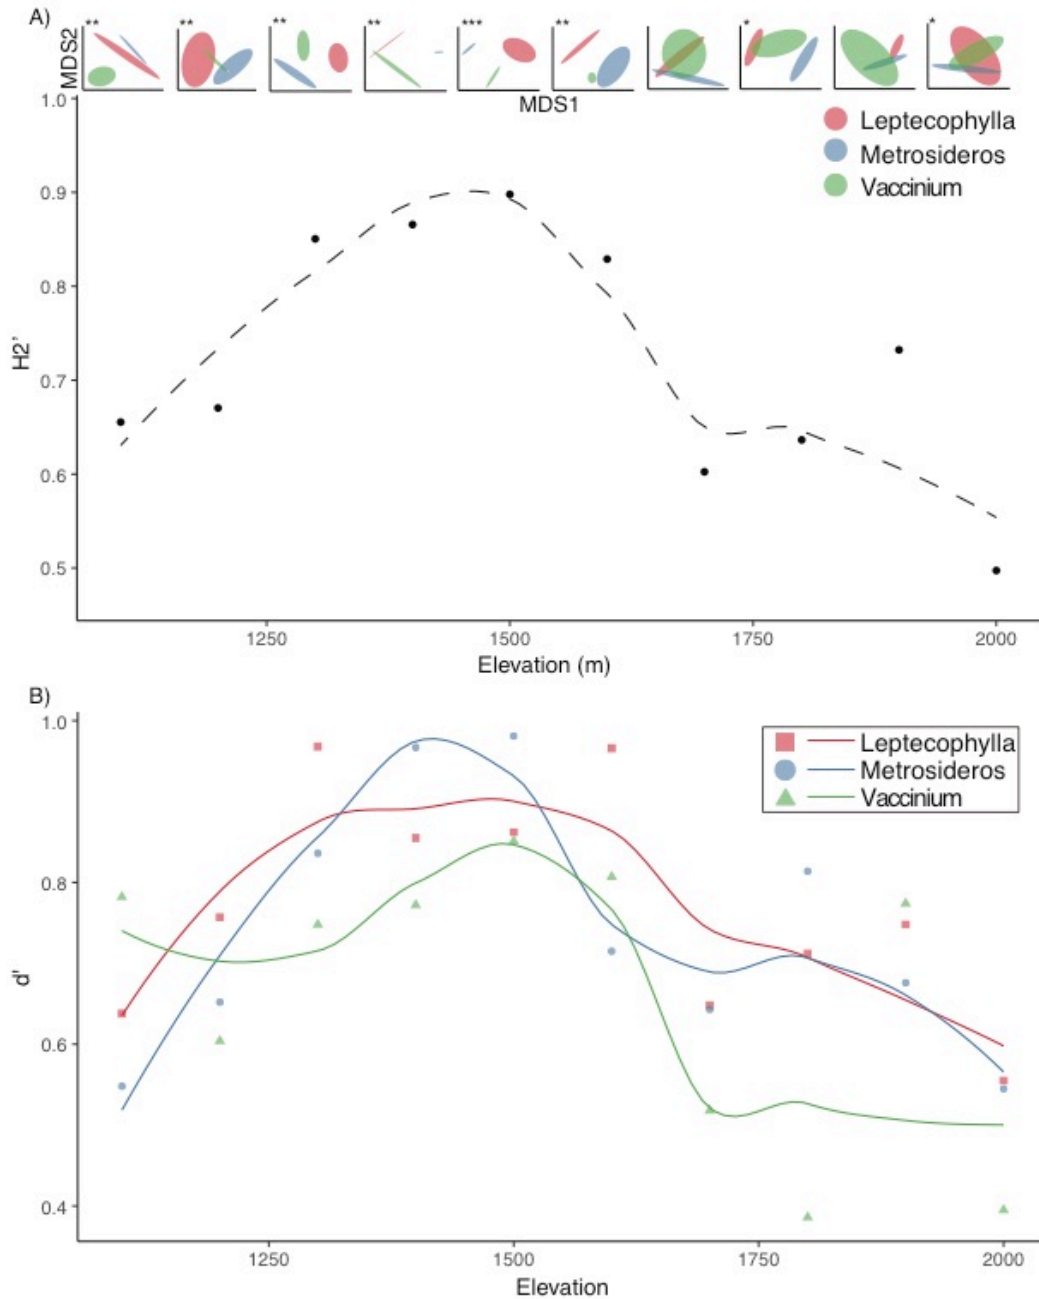 A)
MDS2
** ** ** ** *** ** * *
MDS1
1.0
Leptecophylla
Metrosideros
Vaccinium
0.9
0.8
0.7
0.6
0.5
H2’
1250 1500 1750 2000
Elevation (m)
B)
1.0
Leptecophylla
Metrosideros
Vaccinium
0.8
0.6
0.4
d'
1250 1500 1750 2000
Elevation